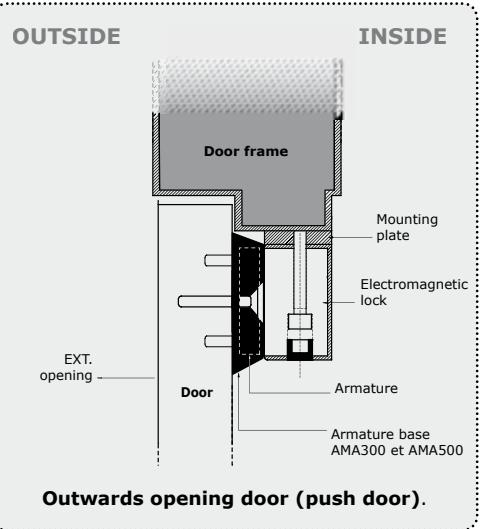 OUTSIDE
INSIDE
Door frame
Mounting
plate
Electromagnetic
lock
EXT.
opening
Door
Armature
Armature base
AMA300 et AMA500
Outwards opening door (push door).